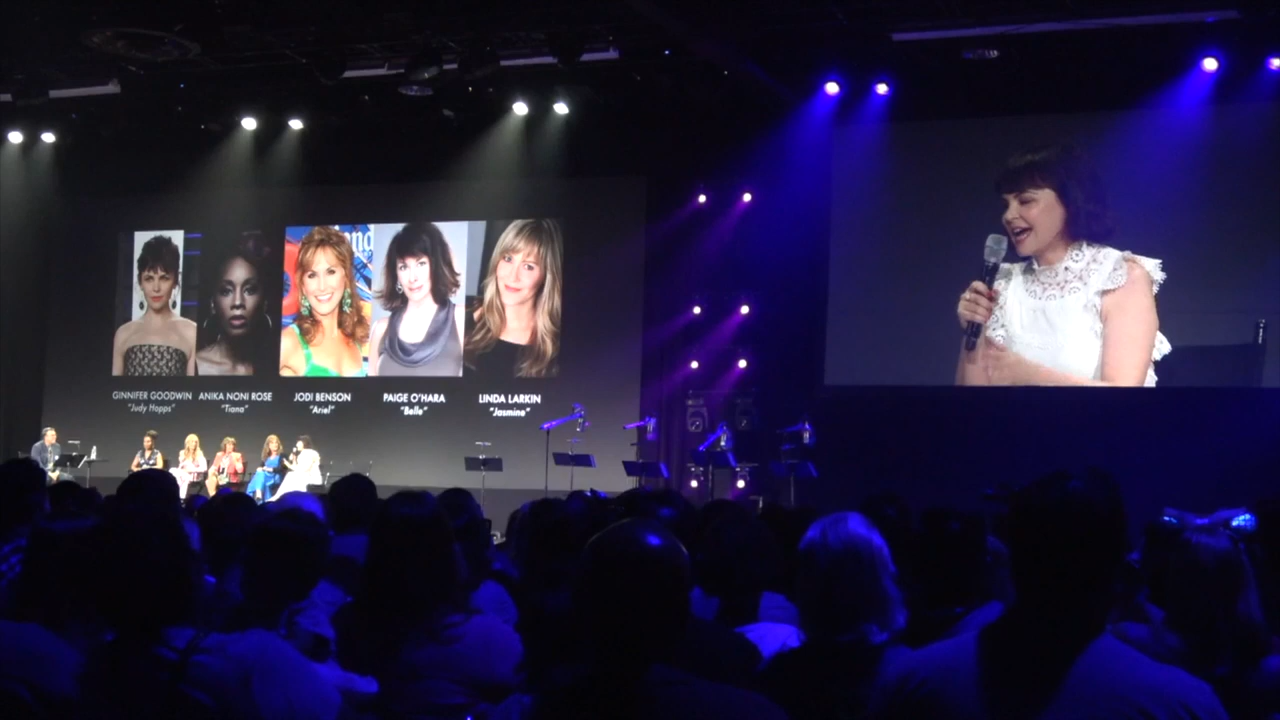 GINNIFER GOODWIN
"Judy Hopps"
ANIKA NONI ROSE
"Tiana"
JODI BENSON
"Ariel"
PAIGE O'HARA
"Belle"
LINDA LARKIN
"Jasmine"